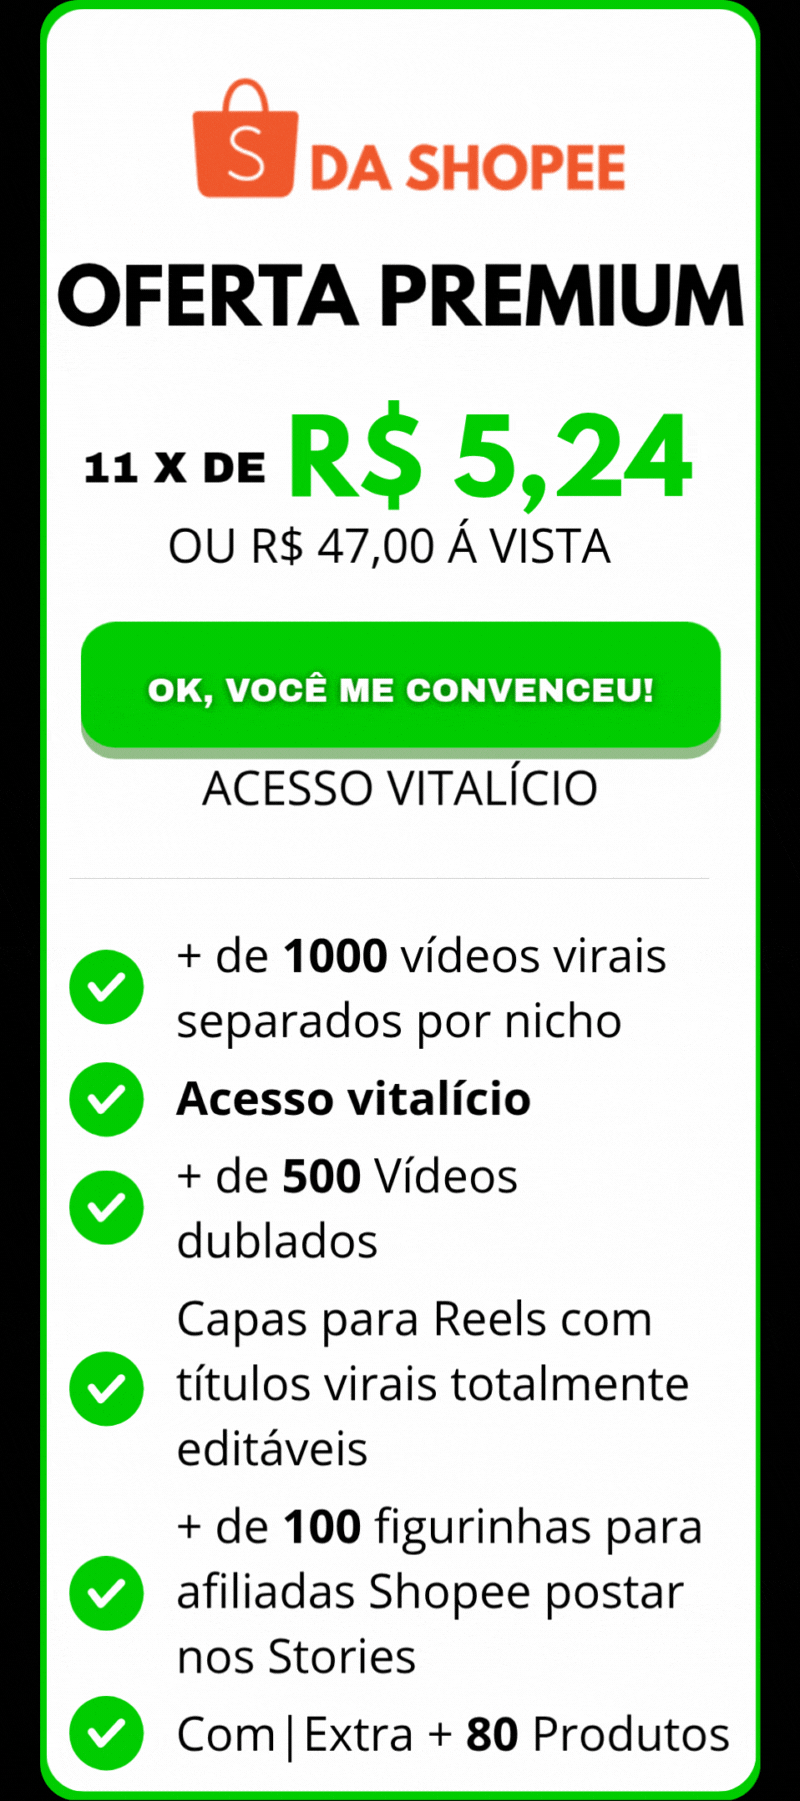 S DA SHOPEE
OFERTA PREMIUM
11 X DE R$ 5,24
OU R$ 47,00 Á VISTA
OK, VOCÊ ME CONVENCEU!
ACESSO VITALÍCIO
+ de 1000 vídeos virais
separados por nicho
Acesso vitalício
+ de 500 Vídeos
dublados
Capas para Reels com
títulos virais totalmente
editáveis
+ de 100 figurinhas para
afiliadas Shopee postar
nos Stories
Com|Extra + 80 Produtos